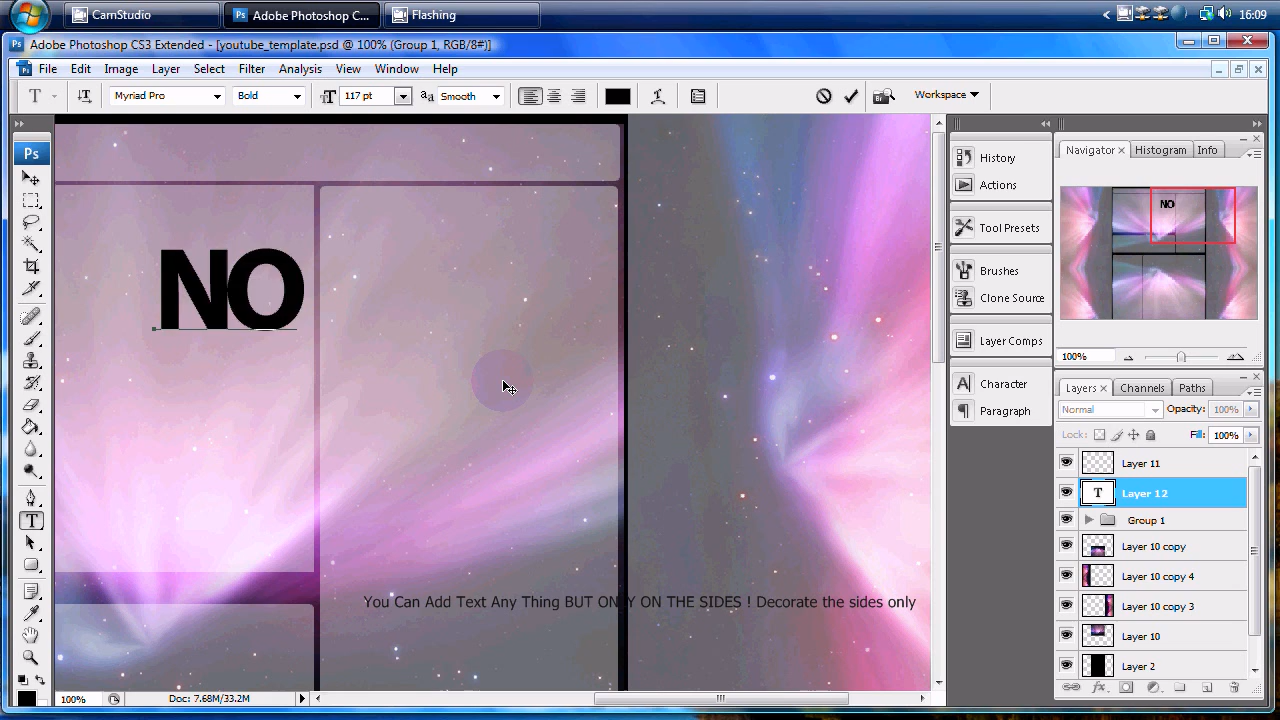 CamStudio
Ps Adobe Photoshop C...
Flashing
16:09
Ps Adobe Photoshop CS3 Extended - [youtube_template.psd @ 100% (Group 1, RGB/8#)]
File Edit Image Layer Select Filter Analysis View Window Help
T Myriad Pro Bold 117 pt Smooth Workspace
Ps
NO
You Can Add Text Any Thing BUT ONLY ON THE SIDES ! Decorate the sides only
History
Actions
Tool Presets
Brushes
Clone Source
Layer Comps
Character
Paragraph
Navigator Histogram Info
NO
100%
Layers Channels Paths
Normal Opacity: 100%
Lock: Fill: 100%
Layer 11
T Layer 12
Group 1
Layer 10 copy
Layer 10 copy 4
Layer 10 copy 3
Layer 10
Layer 2
100% Doc: 7.68M/33.2M